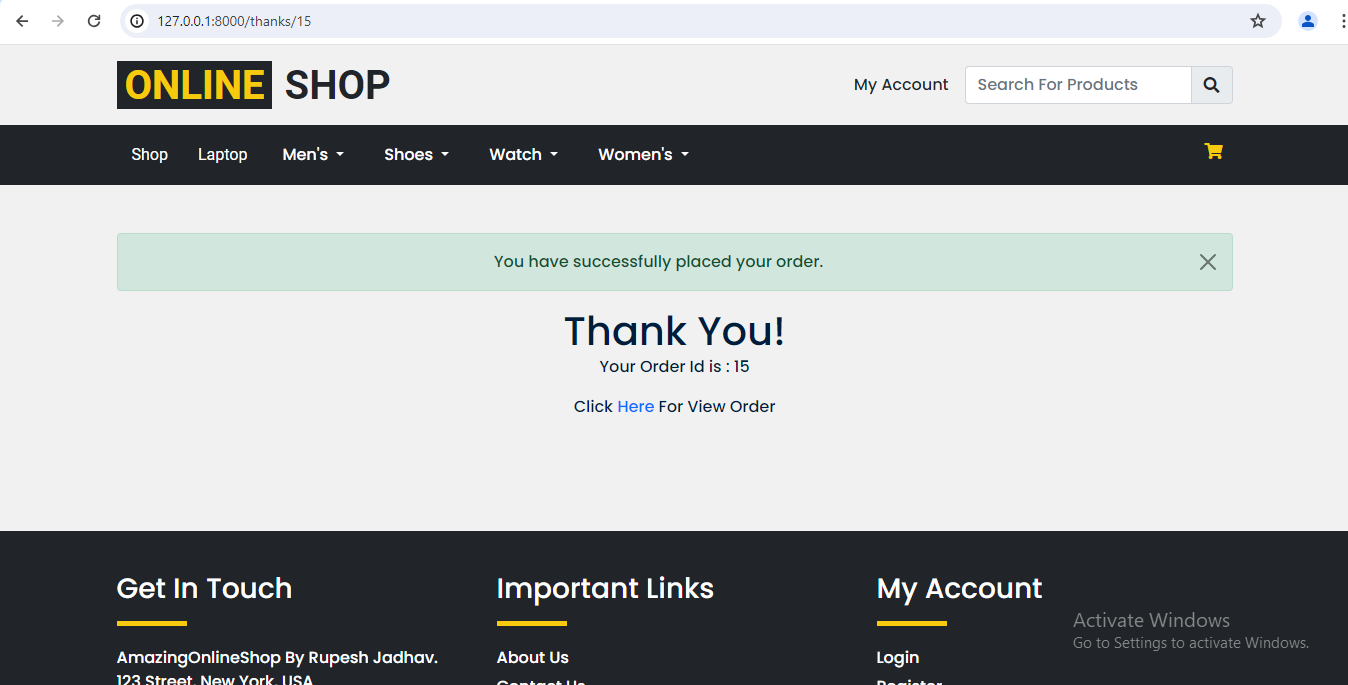 127.0.0.1:8000/thanks/15
ONLINE SHOP
My Account
Search For Products
Shop
Laptop
Men's
Shoes
Watch
Women's
You have successfully placed your order.
Thank You!
Your Order Id is : 15
Click Here For View Order
Get In Touch
AmazingOnlineShop By Rupesh Jadhav.
123 Street, New York, USA
Important Links
About Us
Contact Us
My Account
Login
Register
Activate Windows
Go to Settings to activate Windows.